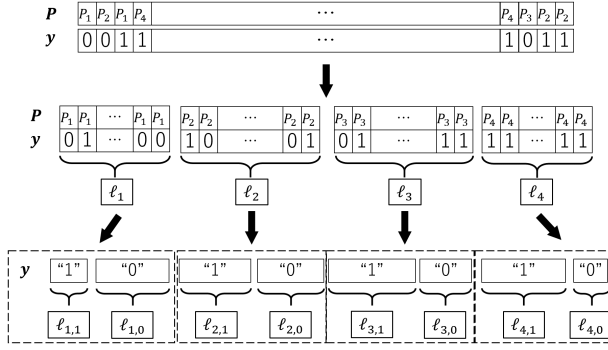 P P₁ P₂ P₁ P₄ ⋯ P₄ P₃ P₂ P₂
y 0 0 1 1 ⋯ 1 0 1 1
P P₁ P₁ ⋯ P₁ P₁ P₂ P₂ ⋯ P₂ P₂ P₃ P₃ ⋯ P₃ P₃ P₄ P₄ ⋯ P₄ P₄
y 0 1 ⋯ 0 0 1 0 ⋯ 0 1 0 1 ⋯ 1 1 1 1 ⋯ 1 1
ℓ₁ ℓ₂ ℓ₃ ℓ₄
y “1” “0” “1” “0” “1” “0” “1” “0”
ℓ₁,₁ ℓ₁,₀ ℓ₂,₁ ℓ₂,₀ ℓ₃,₁ ℓ₃,₀ ℓ₄,₁ ℓ₄,₀